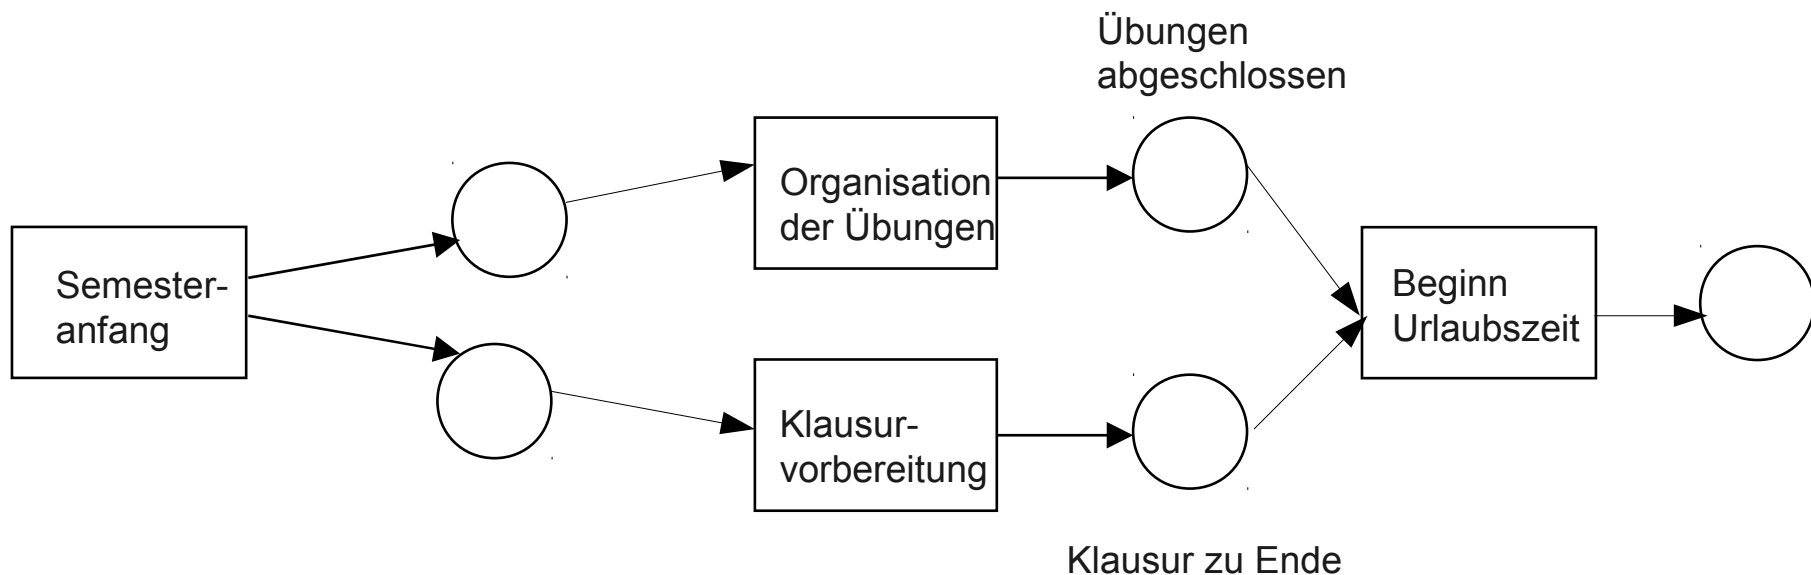 Übungen
abgeschlossen
Organisation
der Übungen
Semester-
anfang
Beginn
Urlaubszeit
Klausur-
vorbereitung
Klausur zu Ende